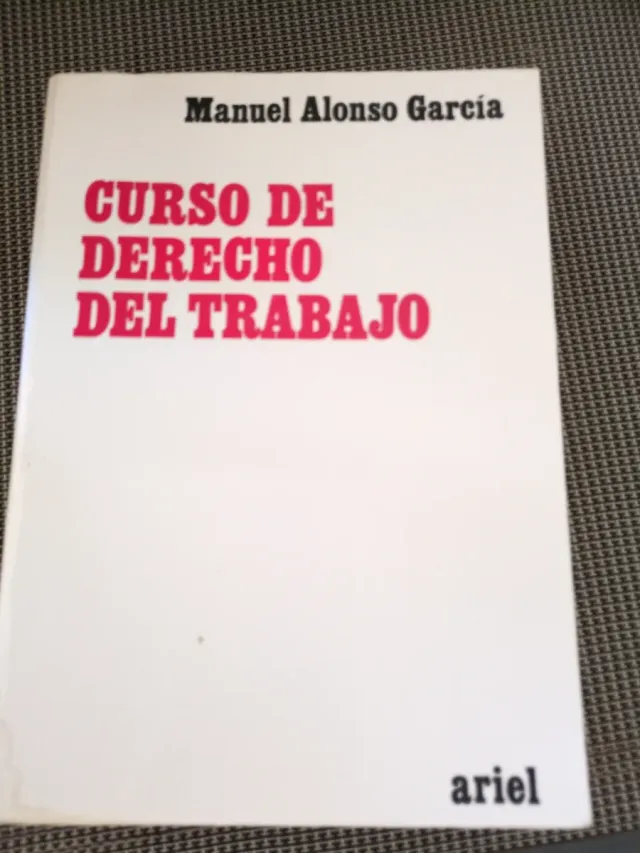 Manuel Alonso García
CURSO DE
DERECHO
DEL TRABAJO
ariel